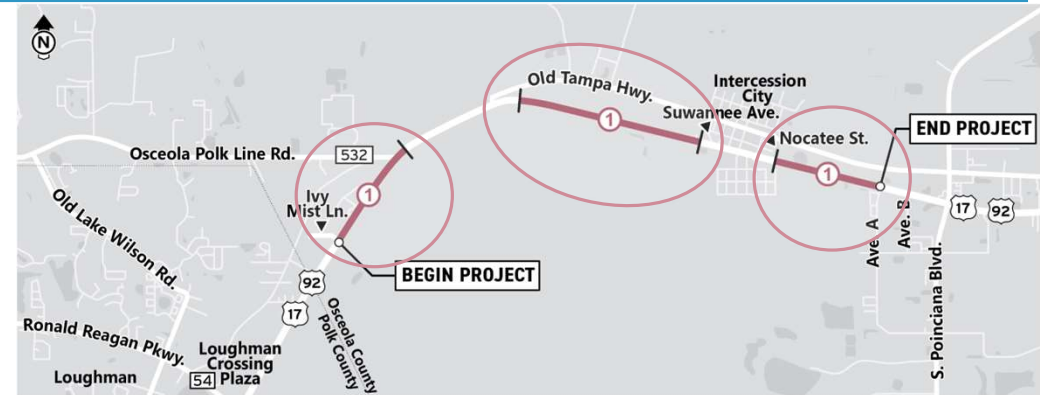 N
Old Tampa Hwy.
Intercession
City
Suwannee Ave.
1
Nocatee St.
END PROJECT
Osceola Polk Line Rd.
532
1
1
Ivy
Mist Ln.
Old Lake Wilson Rd.
BEGIN PROJECT
92
17
Osceola County
Polk County
Ave. A
Ave. B
17
92
S. Poinciana Blvd.
Ronald Reagan Pkwy.
Loughman
Crossing
Plaza
54
Loughman